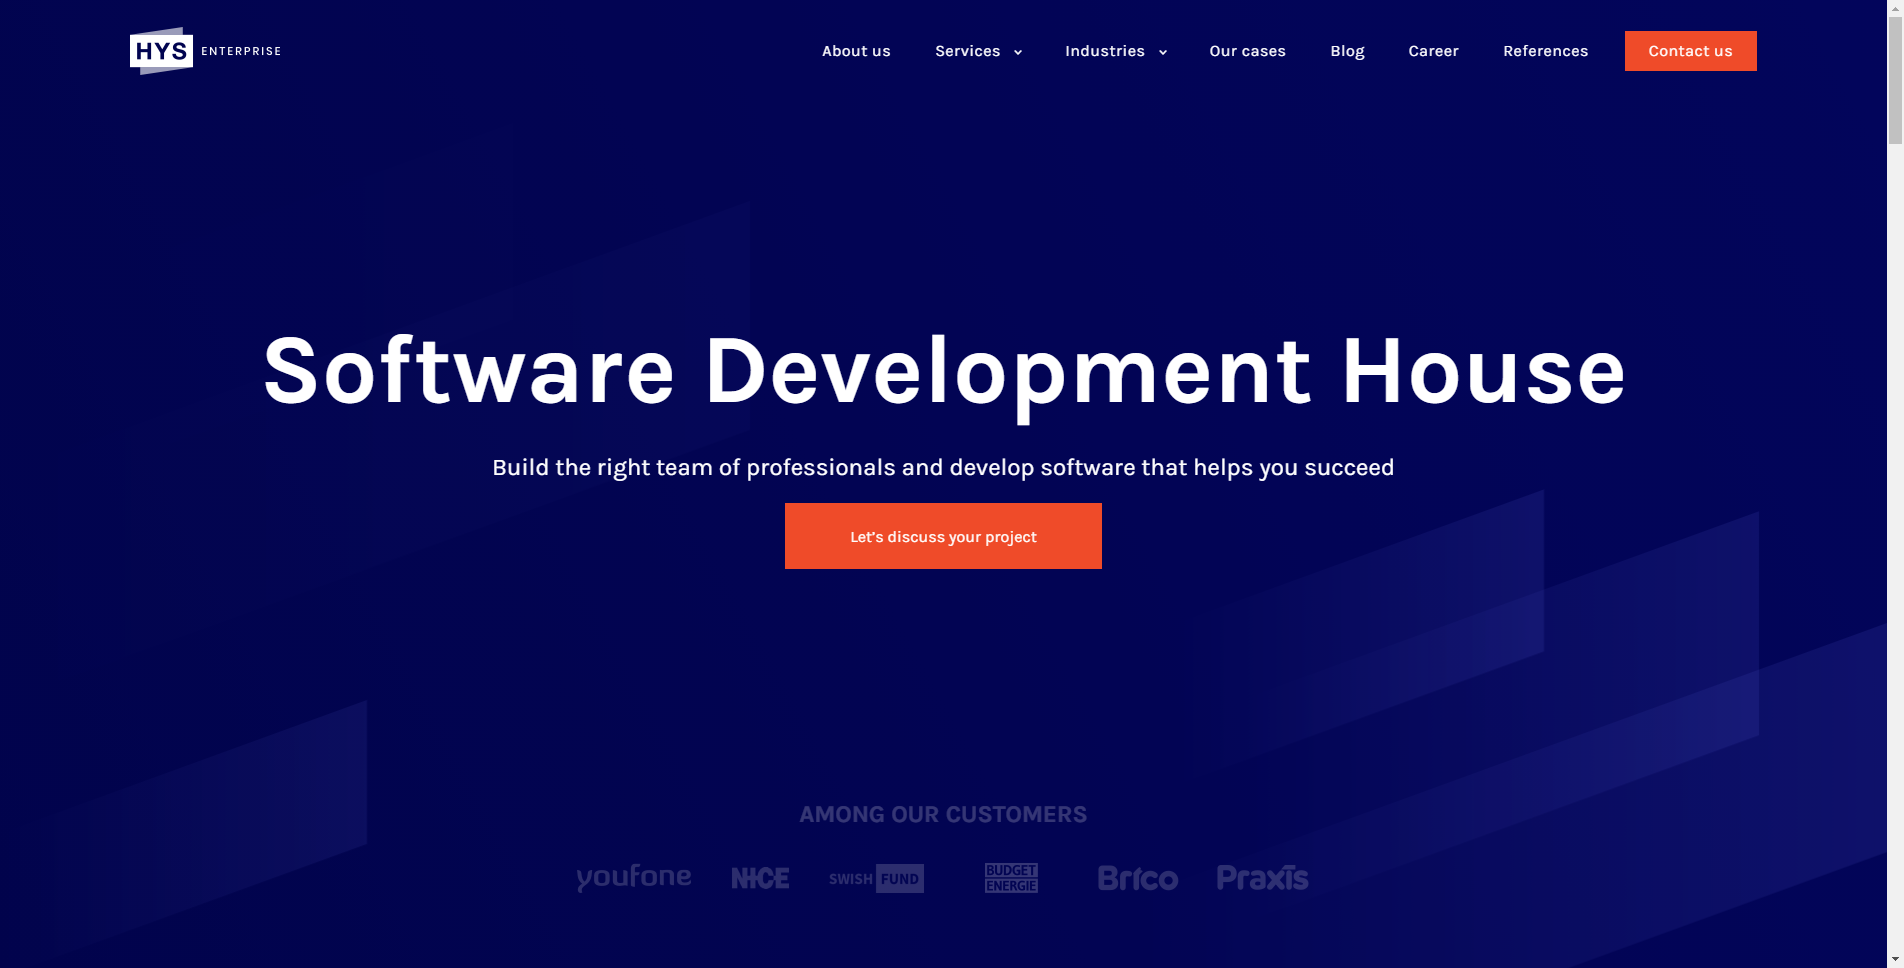 HYS ENTERPRISE
About us Services Industries Our cases Blog Career References Contact us
Software Development House
Build the right team of professionals and develop software that helps you succeed
Let’s discuss your project
AMONG OUR CUSTOMERS
youfone NICE SWISH FUND BUDGET ENERGIE Brico Praxis